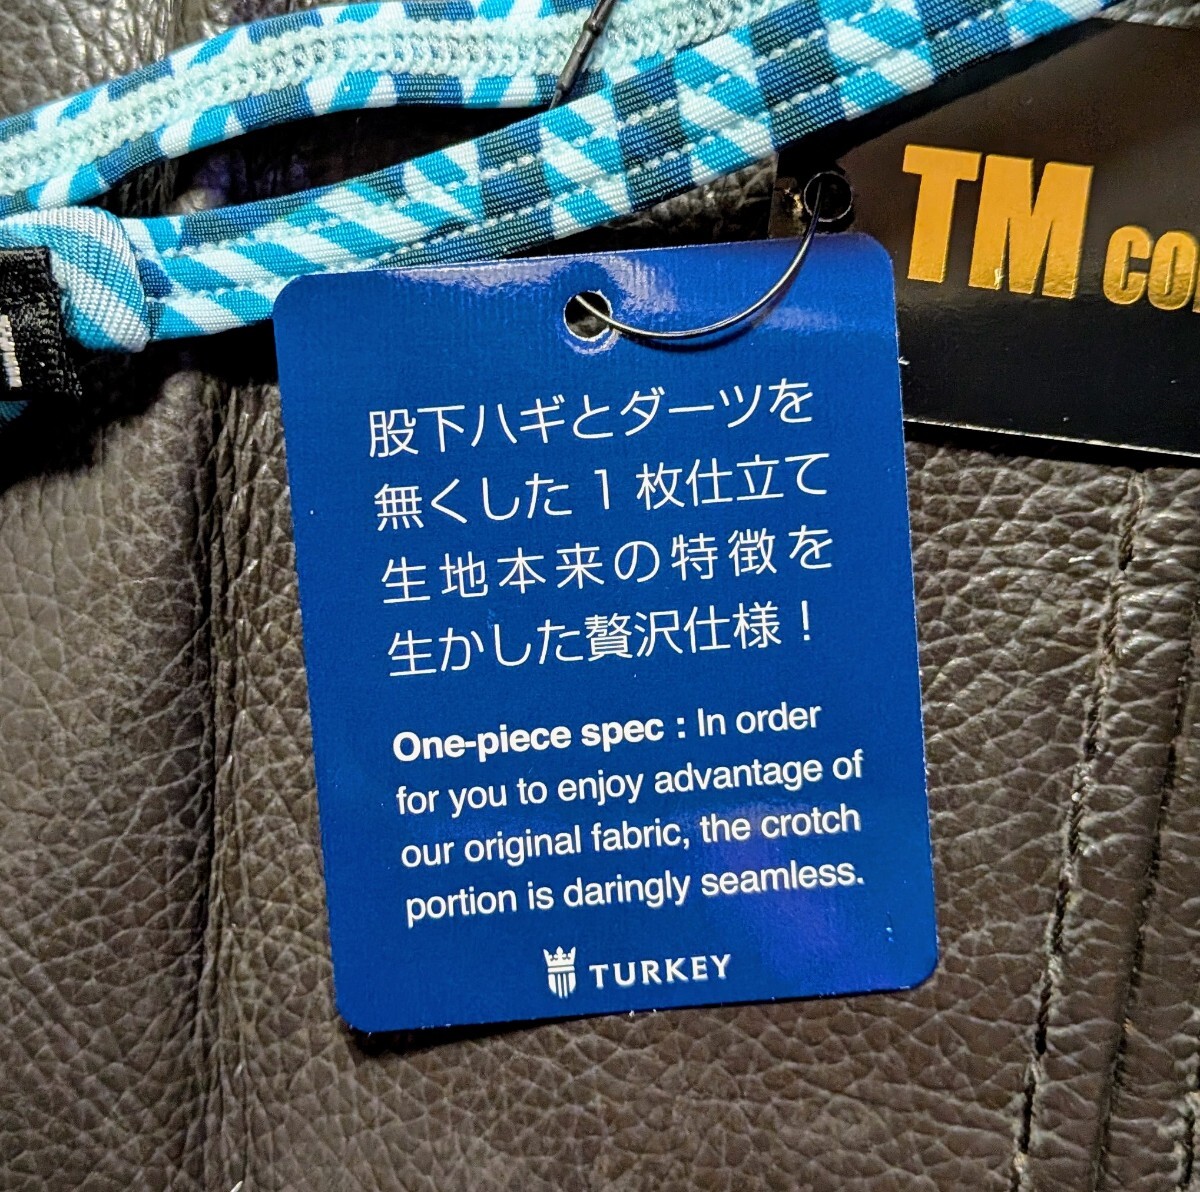 TM
股下ハギとダーツを
無くした1枚仕立て
生地本来の特徴を
生かした贅沢仕様!
One-piece spec : In order
for you to enjoy advantage of
our original fabric, the crotch
portion is daringly seamless.
TURKEY